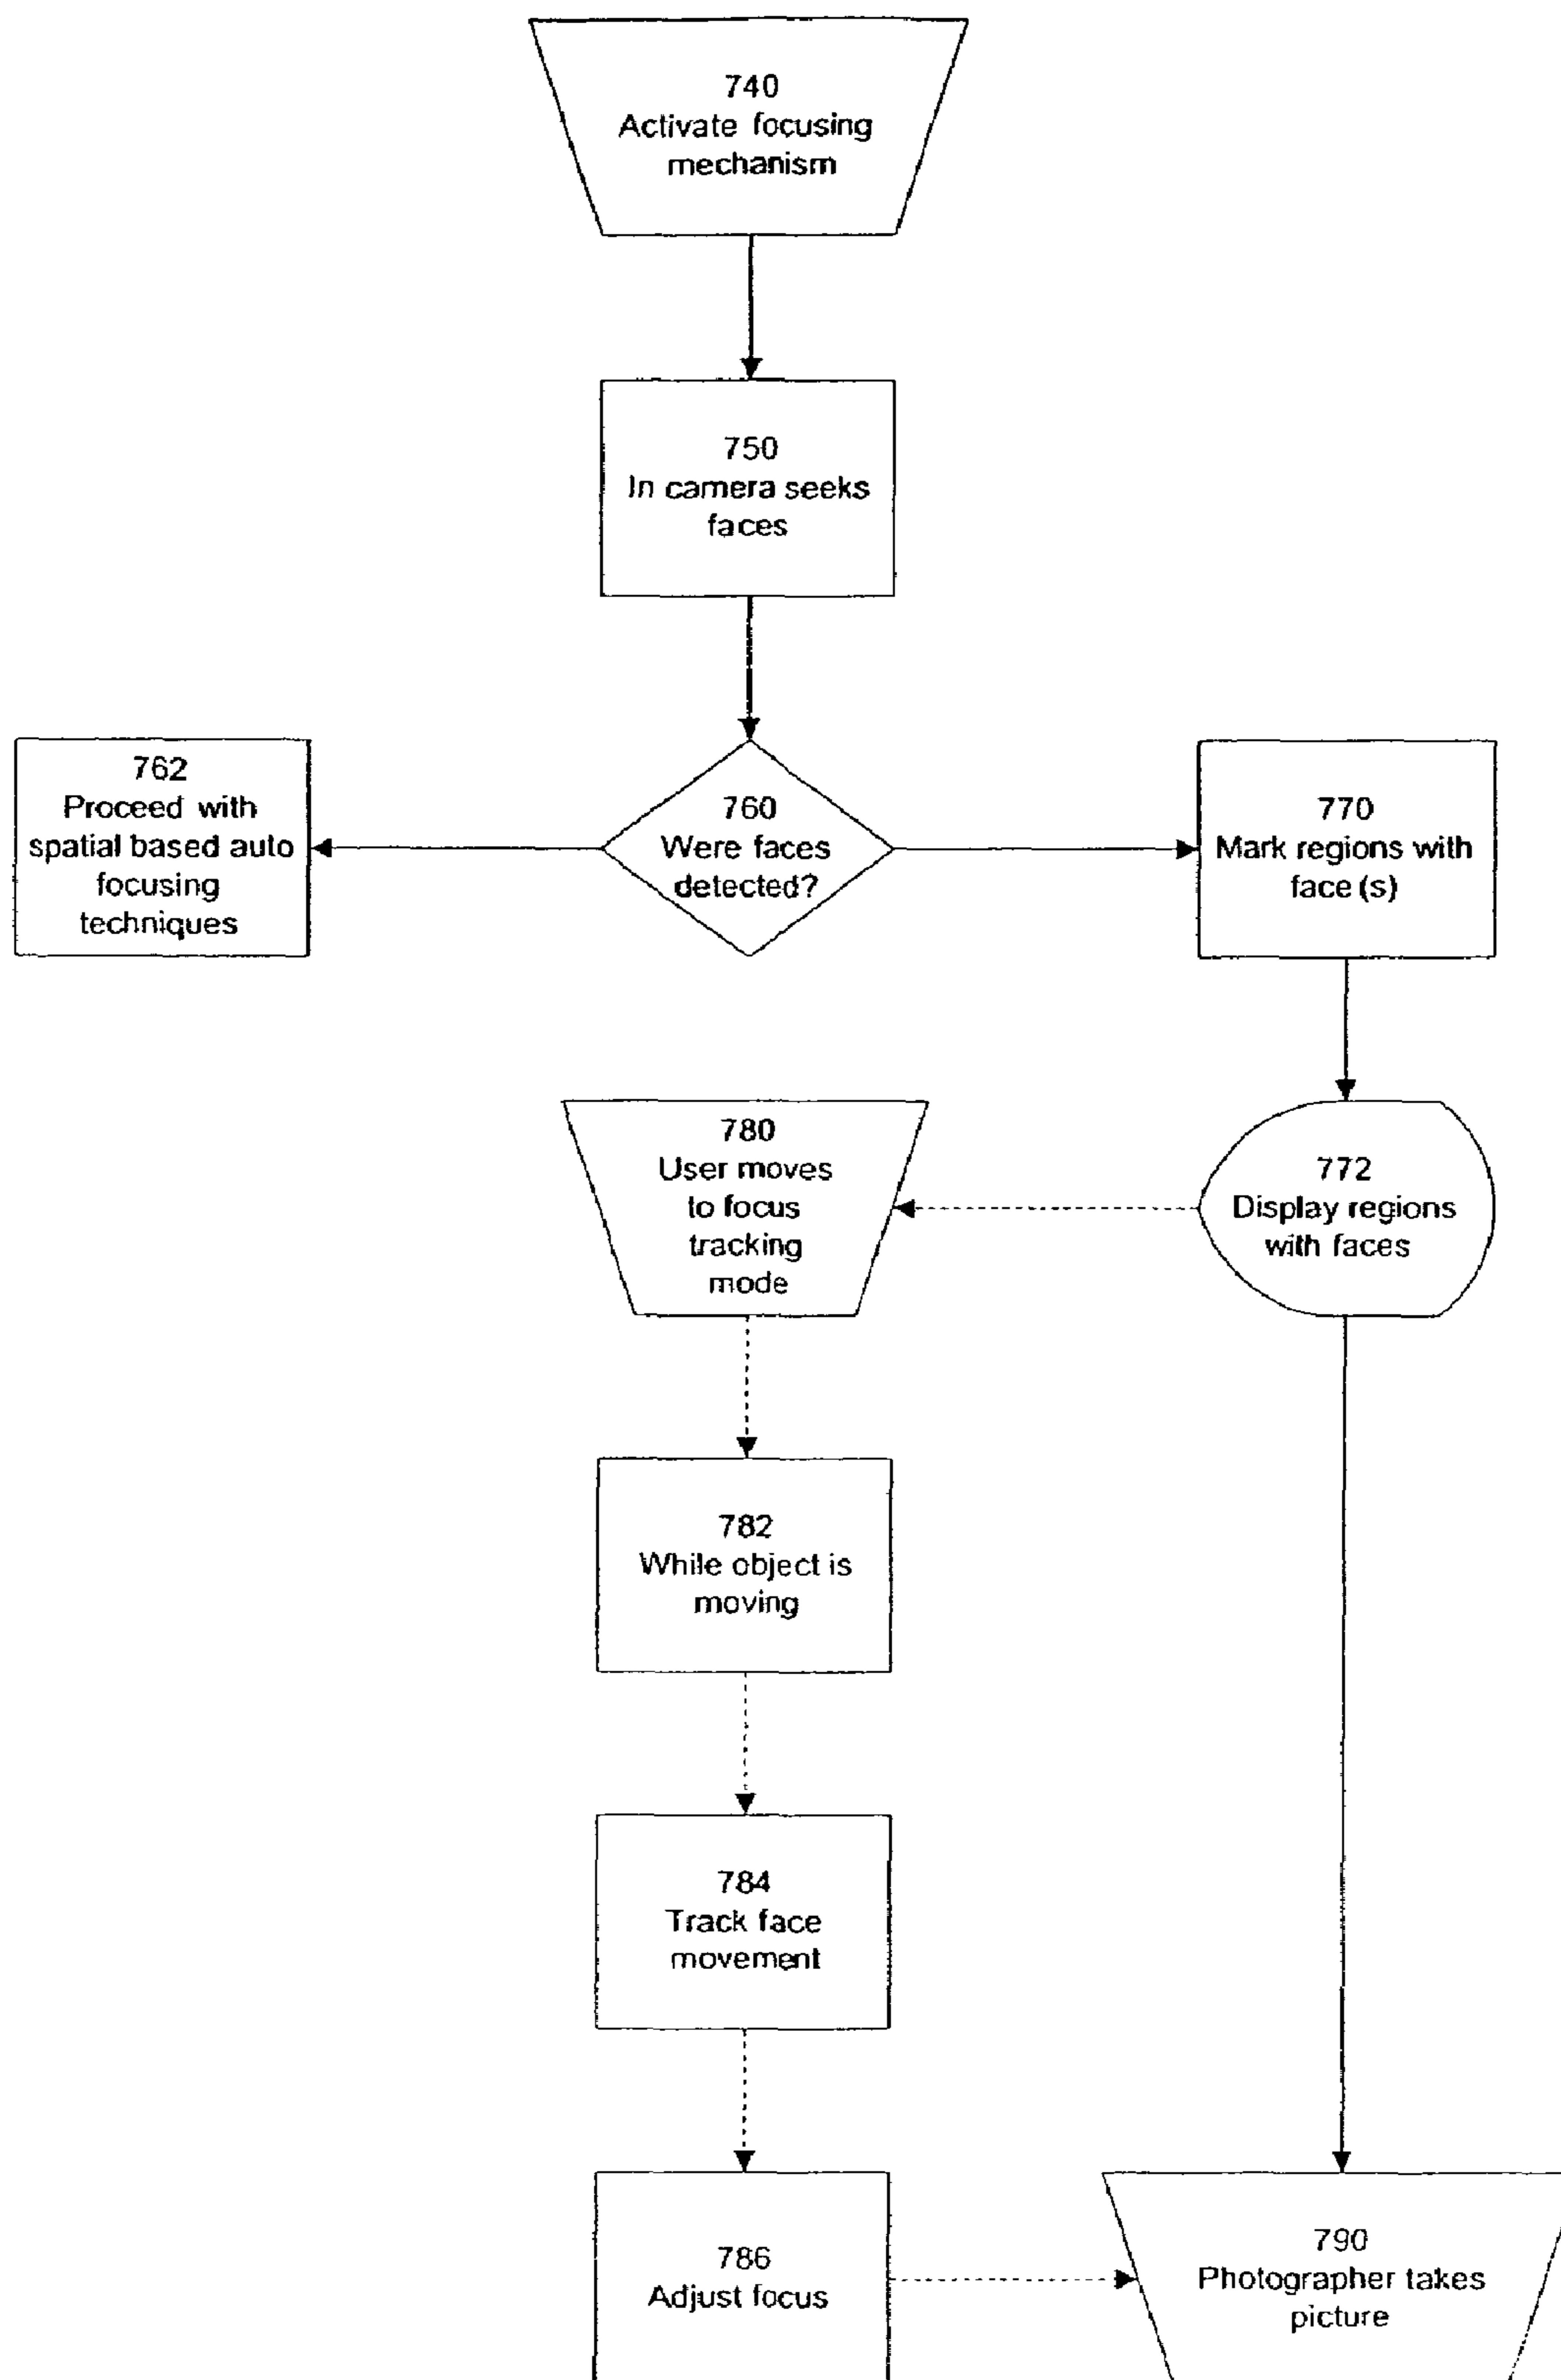 740
Activate focusing
mechanism
750
In camera seeks
faces
762
Proceed with
spatial based auto
focusing
techniques
760
Were faces
detected?
770
Mark regions with
face (s)
780
User moves
to focus
tracking
mode
772
Display regions
with faces
782
While object is
moving
784
Track face
movement
786
Adjust focus
790
Photographer takes
picture